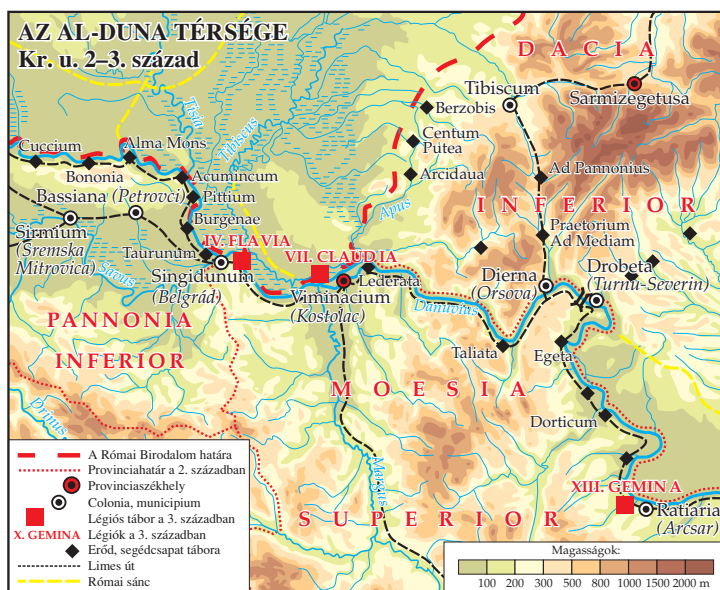 AZ AL-DUNA TÉRSÉGE
Kr. u. 2–3. század
DACIA
Tibiscum
Sarmizegetusa
Berzobis
Tisia
Tibiscus
Centum
Putea
Cuccium
Alma Mons
Bononia
Acumincum
Arcidaua
Ad Pannonius
Bassiana (Petrovci)
Pittium
Apus
INFERIOR
Sirmium
(Sremska
Mitrovica)
Burgenae
IV. FLAVIA
VII. CLAUDIA
Praetorium
Ad Mediam
Taurunum
Savus
Singidunum
(Belgrád)
Lederata
Viminacium
(Kostolac)
Danuvius
Dierna
(Orsova)
Drobeta
(Turnu-Severin)
PANNONIA
INFERIOR
Taliata
Egeta
MOESIA
Drinus
Dorticum
Margus
XIII. GEMINA
SUPERIOR
Ratiaria
(Arcsar)
A Római Birodalom határa
Provinciahatár a 2. században
Provinciaszékhely
Colonia, municipium
Légiós tábor a 3. században
X. GEMINA Légiók a 3. században
Erőd, segédcsapat tábora
Limes út
Római sánc
Magasságok:
100 200 300 500 800 1000 1500 2000 m